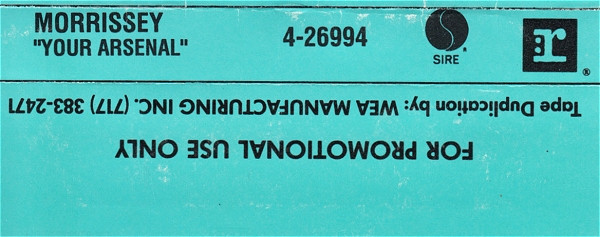 MORRISSEY
"YOUR ARSENAL"
4-26994
SIRE
r
®
Tape Duplication by: WEA MANUFACTURING INC. (717) 383-2471
FOR PROMOTIONAL USE ONLY